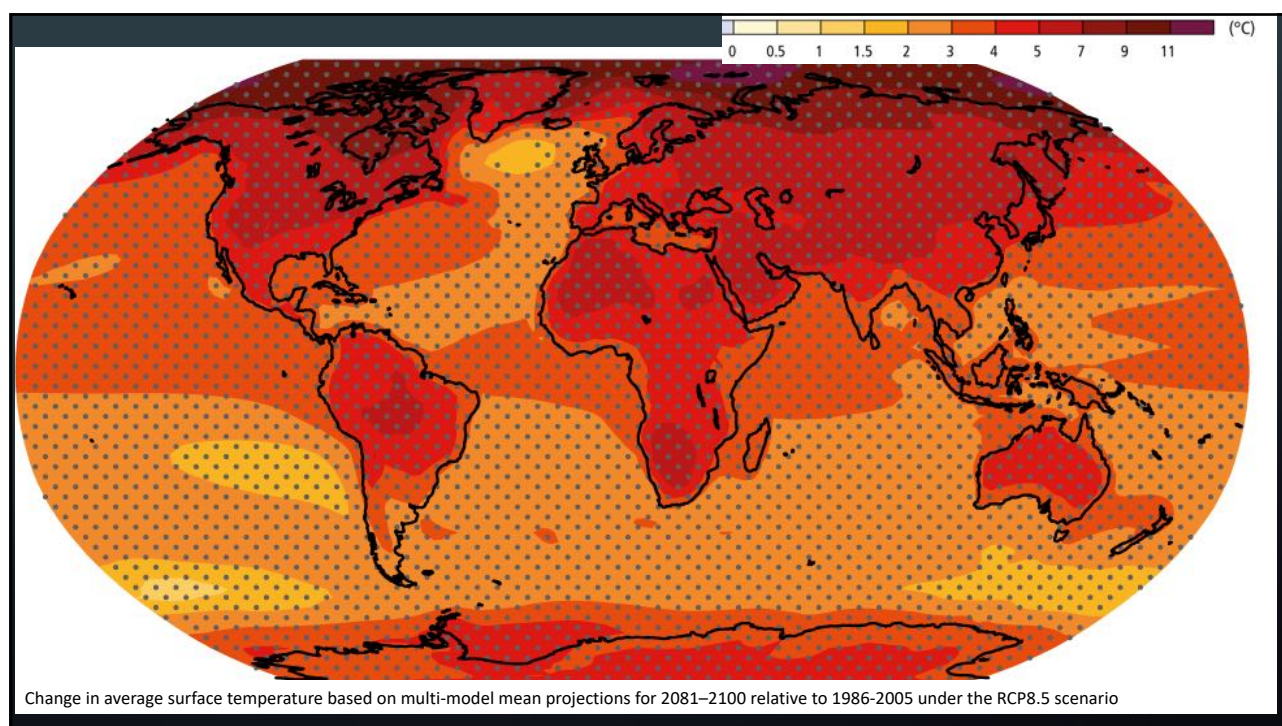 (°C)
0 0.5 1 1.5 2 3 4 5 7 9 11
Change in average surface temperature based on multi-model mean projections for 2081–2100 relative to 1986-2005 under the RCP8.5 scenario